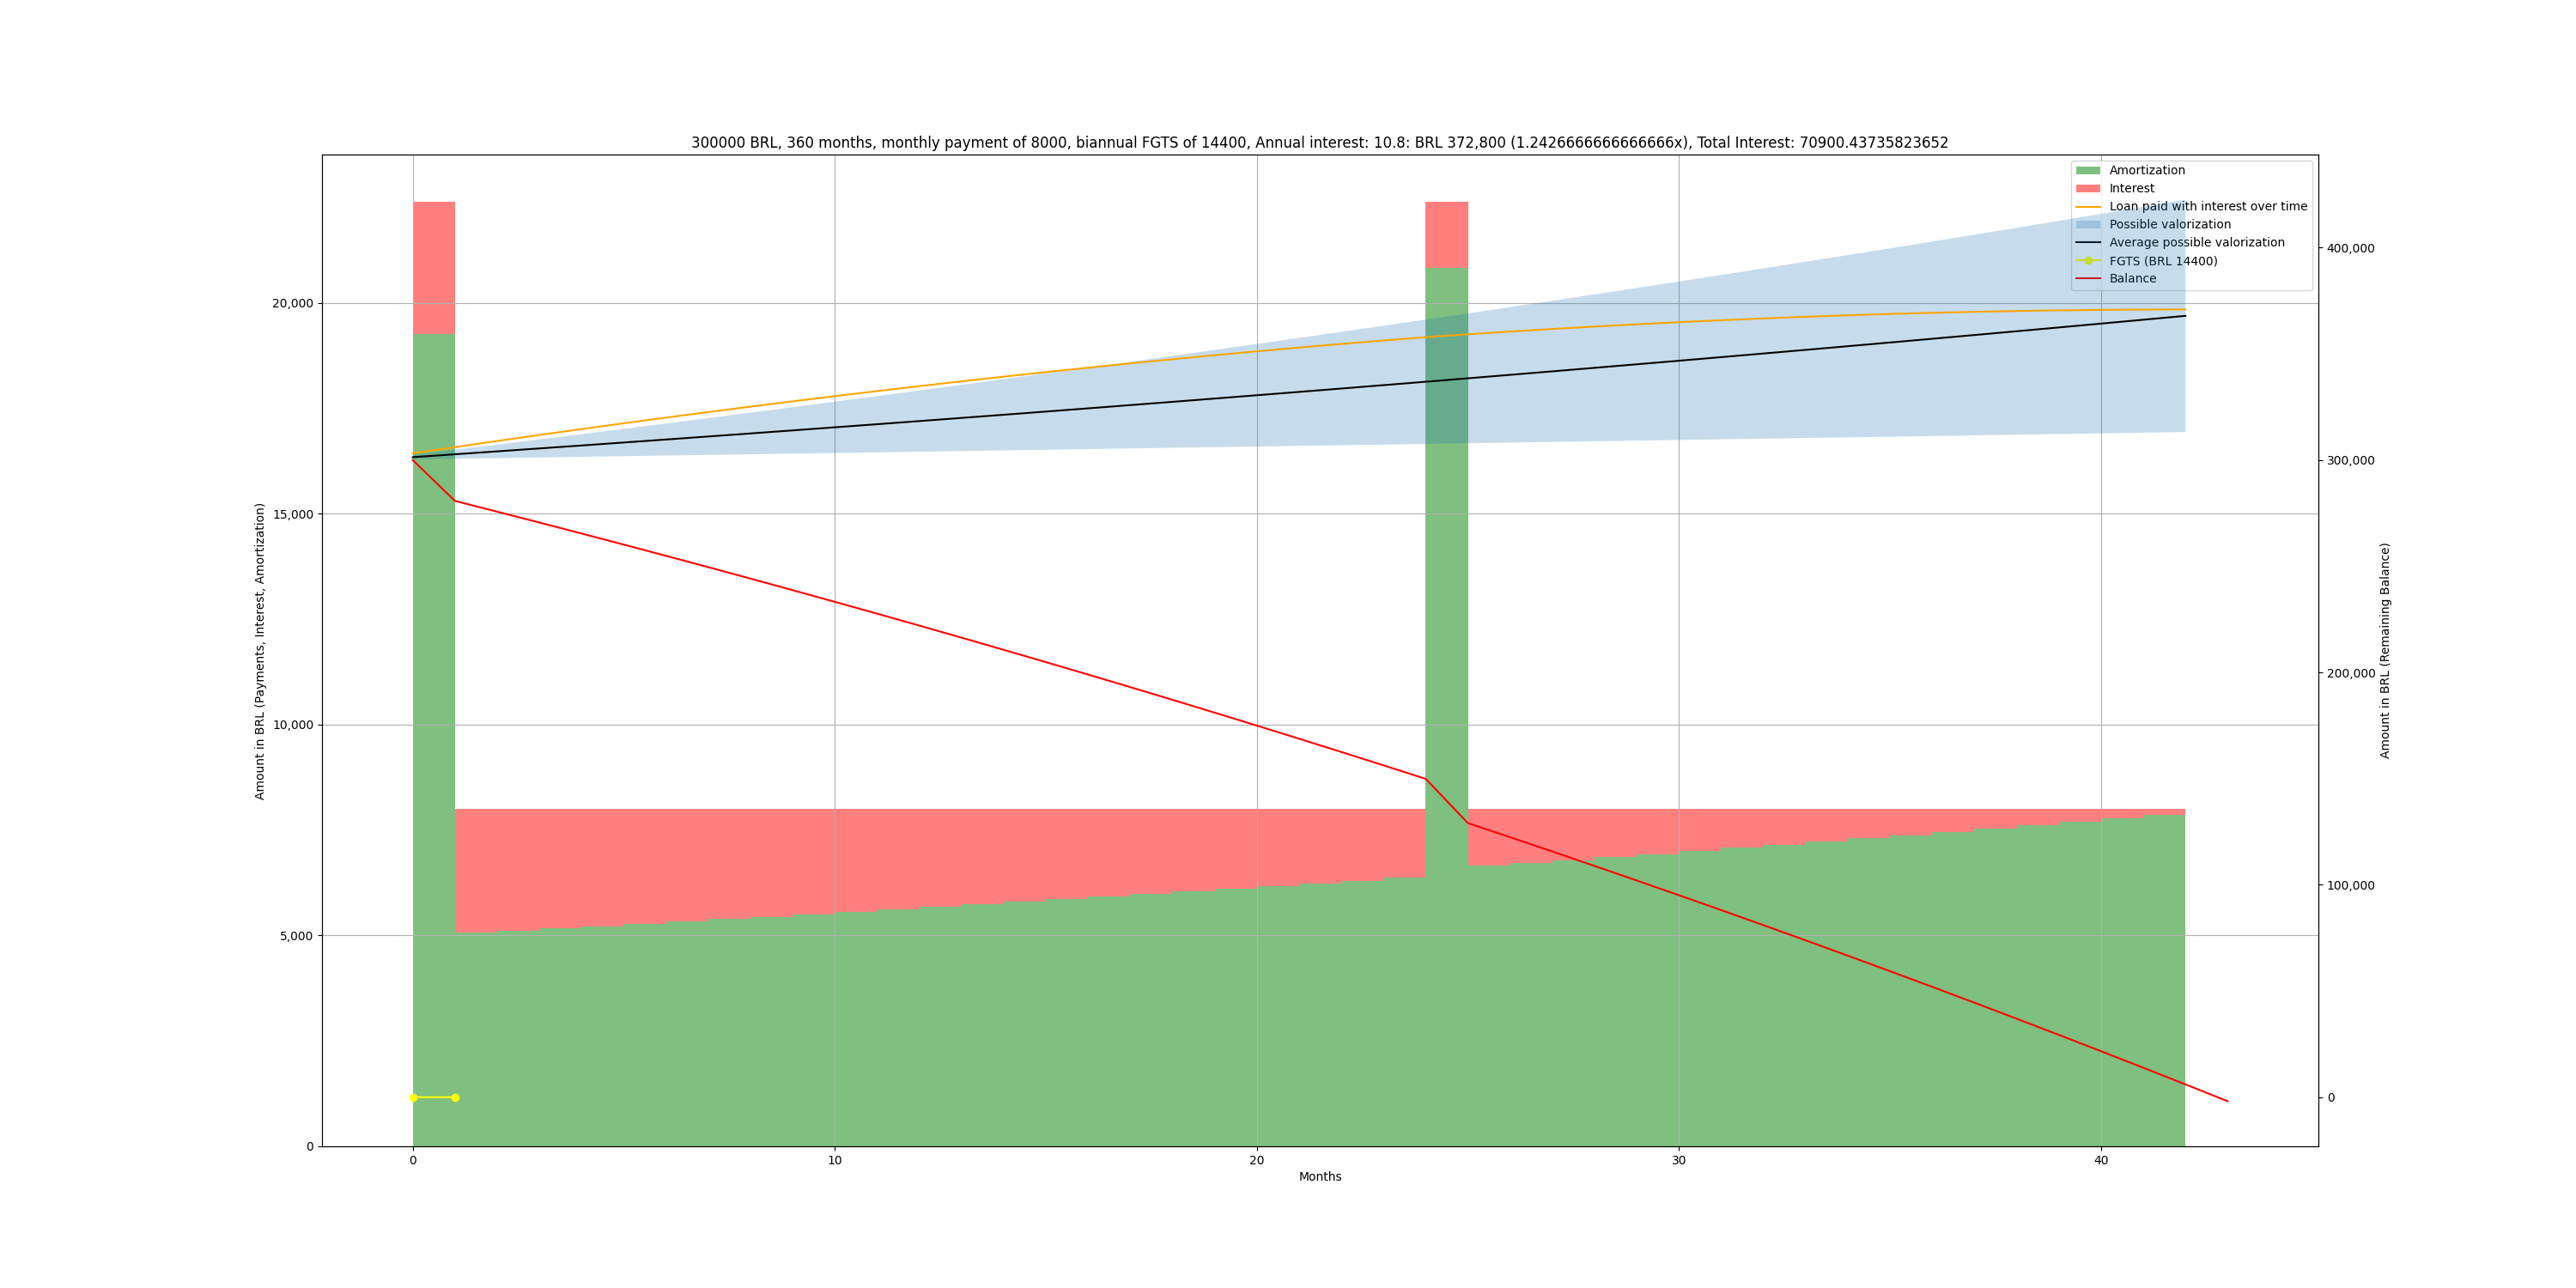 300000 BRL, 360 months, monthly payment of 8000, biannual FGTS of 14400, Annual interest: 10.8: BRL 372,800 (1.2426666666666666x), Total Interest: 70900.43735823652
Amortization
Interest
Loan paid with interest over time
Possible valorization
Average possible valorization
FGTS (BRL 14400)
Balance
Amount in BRL (Payments, Interest, Amortization)
20,000
15,000
10,000
5,000
0
400,000
300,000
200,000
100,000
0
Amount in BRL (Remaining Balance)
0 10 20 30 40
Months